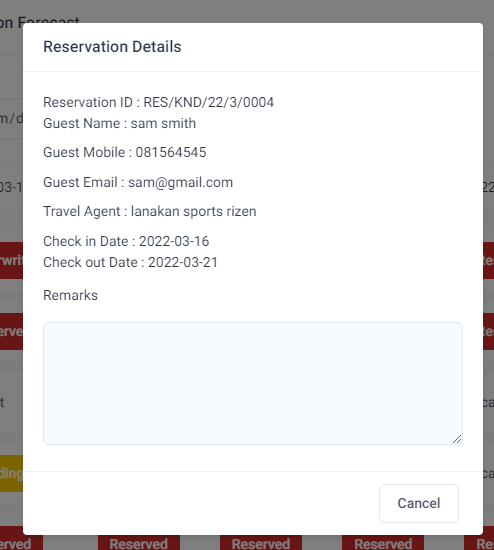 on Forecast
Reservation Details
Reservation ID : RES/KND/22/3/0004
Guest Name : sam smith
Guest Mobile : 081564545
Guest Email : sam@gmail.com
Travel Agent : lanakan sports rizen
Check in Date : 2022-03-16
Check out Date : 2022-03-21
Remarks
Cancel
Reserved Reserved Reserved